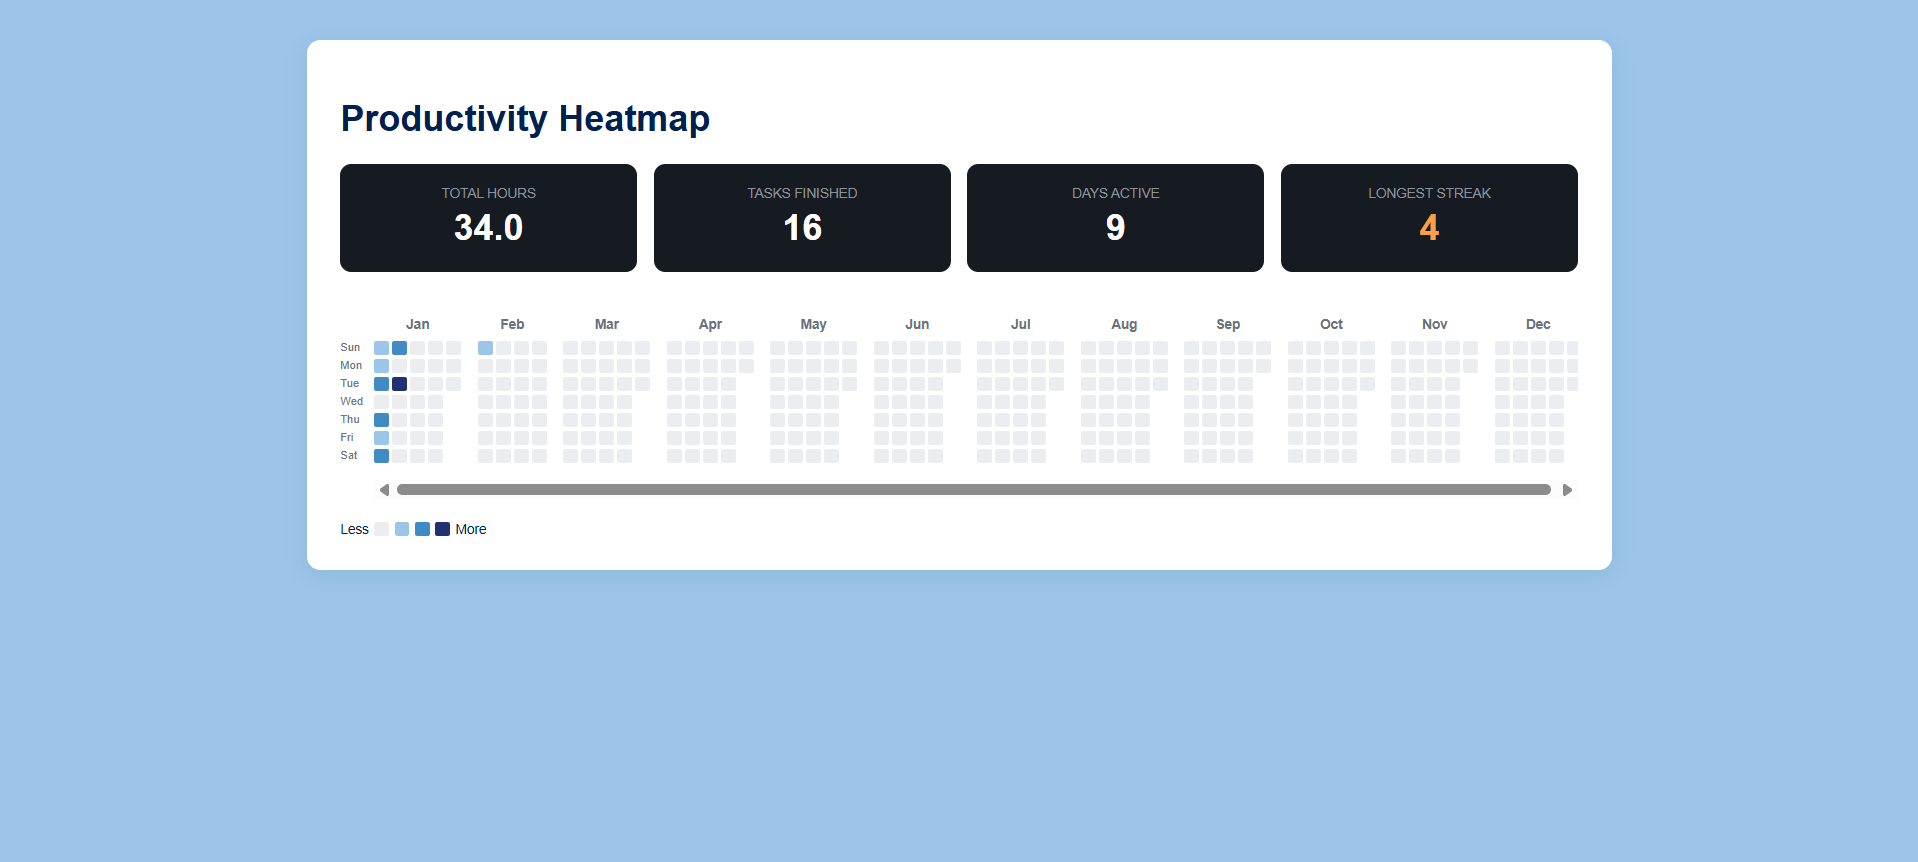 Productivity Heatmap
TOTAL HOURS
34.0
TASKS FINISHED
16
DAYS ACTIVE
9
LONGEST STREAK
4
Jan Feb Mar Apr May Jun Jul Aug Sep Oct Nov Dec
Sun
Mon
Tue
Wed
Thu
Fri
Sat
Less More